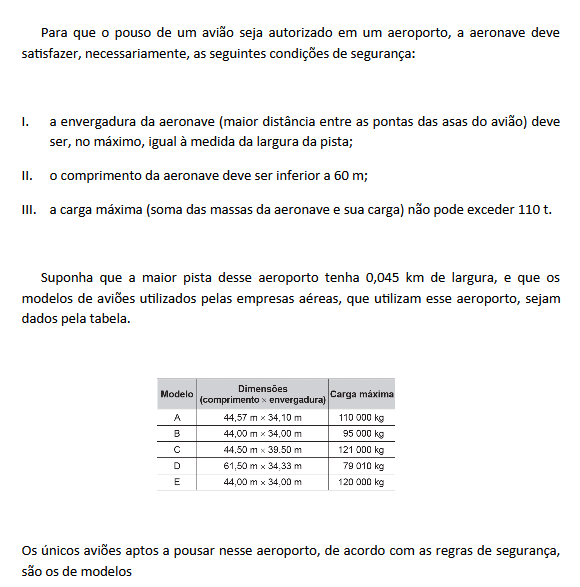 Para que o pouso de um avião seja autorizado em um aeroporto, a aeronave deve
satisfazer, necessariamente, as seguintes condições de segurança:
I. a envergadura da aeronave (maior distância entre as pontas das asas do avião) deve
ser, no máximo, igual à medida da largura da pista;
II. o comprimento da aeronave deve ser inferior a 60 m;
III. a carga máxima (soma das massas da aeronave e sua carga) não pode exceder 110 t.
Suponha que a maior pista desse aeroporto tenha 0,045 km de largura, e que os
modelos de aviões utilizados pelas empresas aéreas, que utilizam esse aeroporto, sejam
dados pela tabela.
Modelo Dimensões (comprimento × envergadura) Carga máxima
A 44,57 m × 34,10 m 110 000 kg
B 44,00 m × 34,00 m 95 000 kg
C 44,50 m × 39,50 m 121 000 kg
D 61,50 m × 34,33 m 79 010 kg
E 44,00 m × 34,00 m 120 000 kg
Os únicos aviões aptos a pousar nesse aeroporto, de acordo com as regras de segurança,
são os de modelos